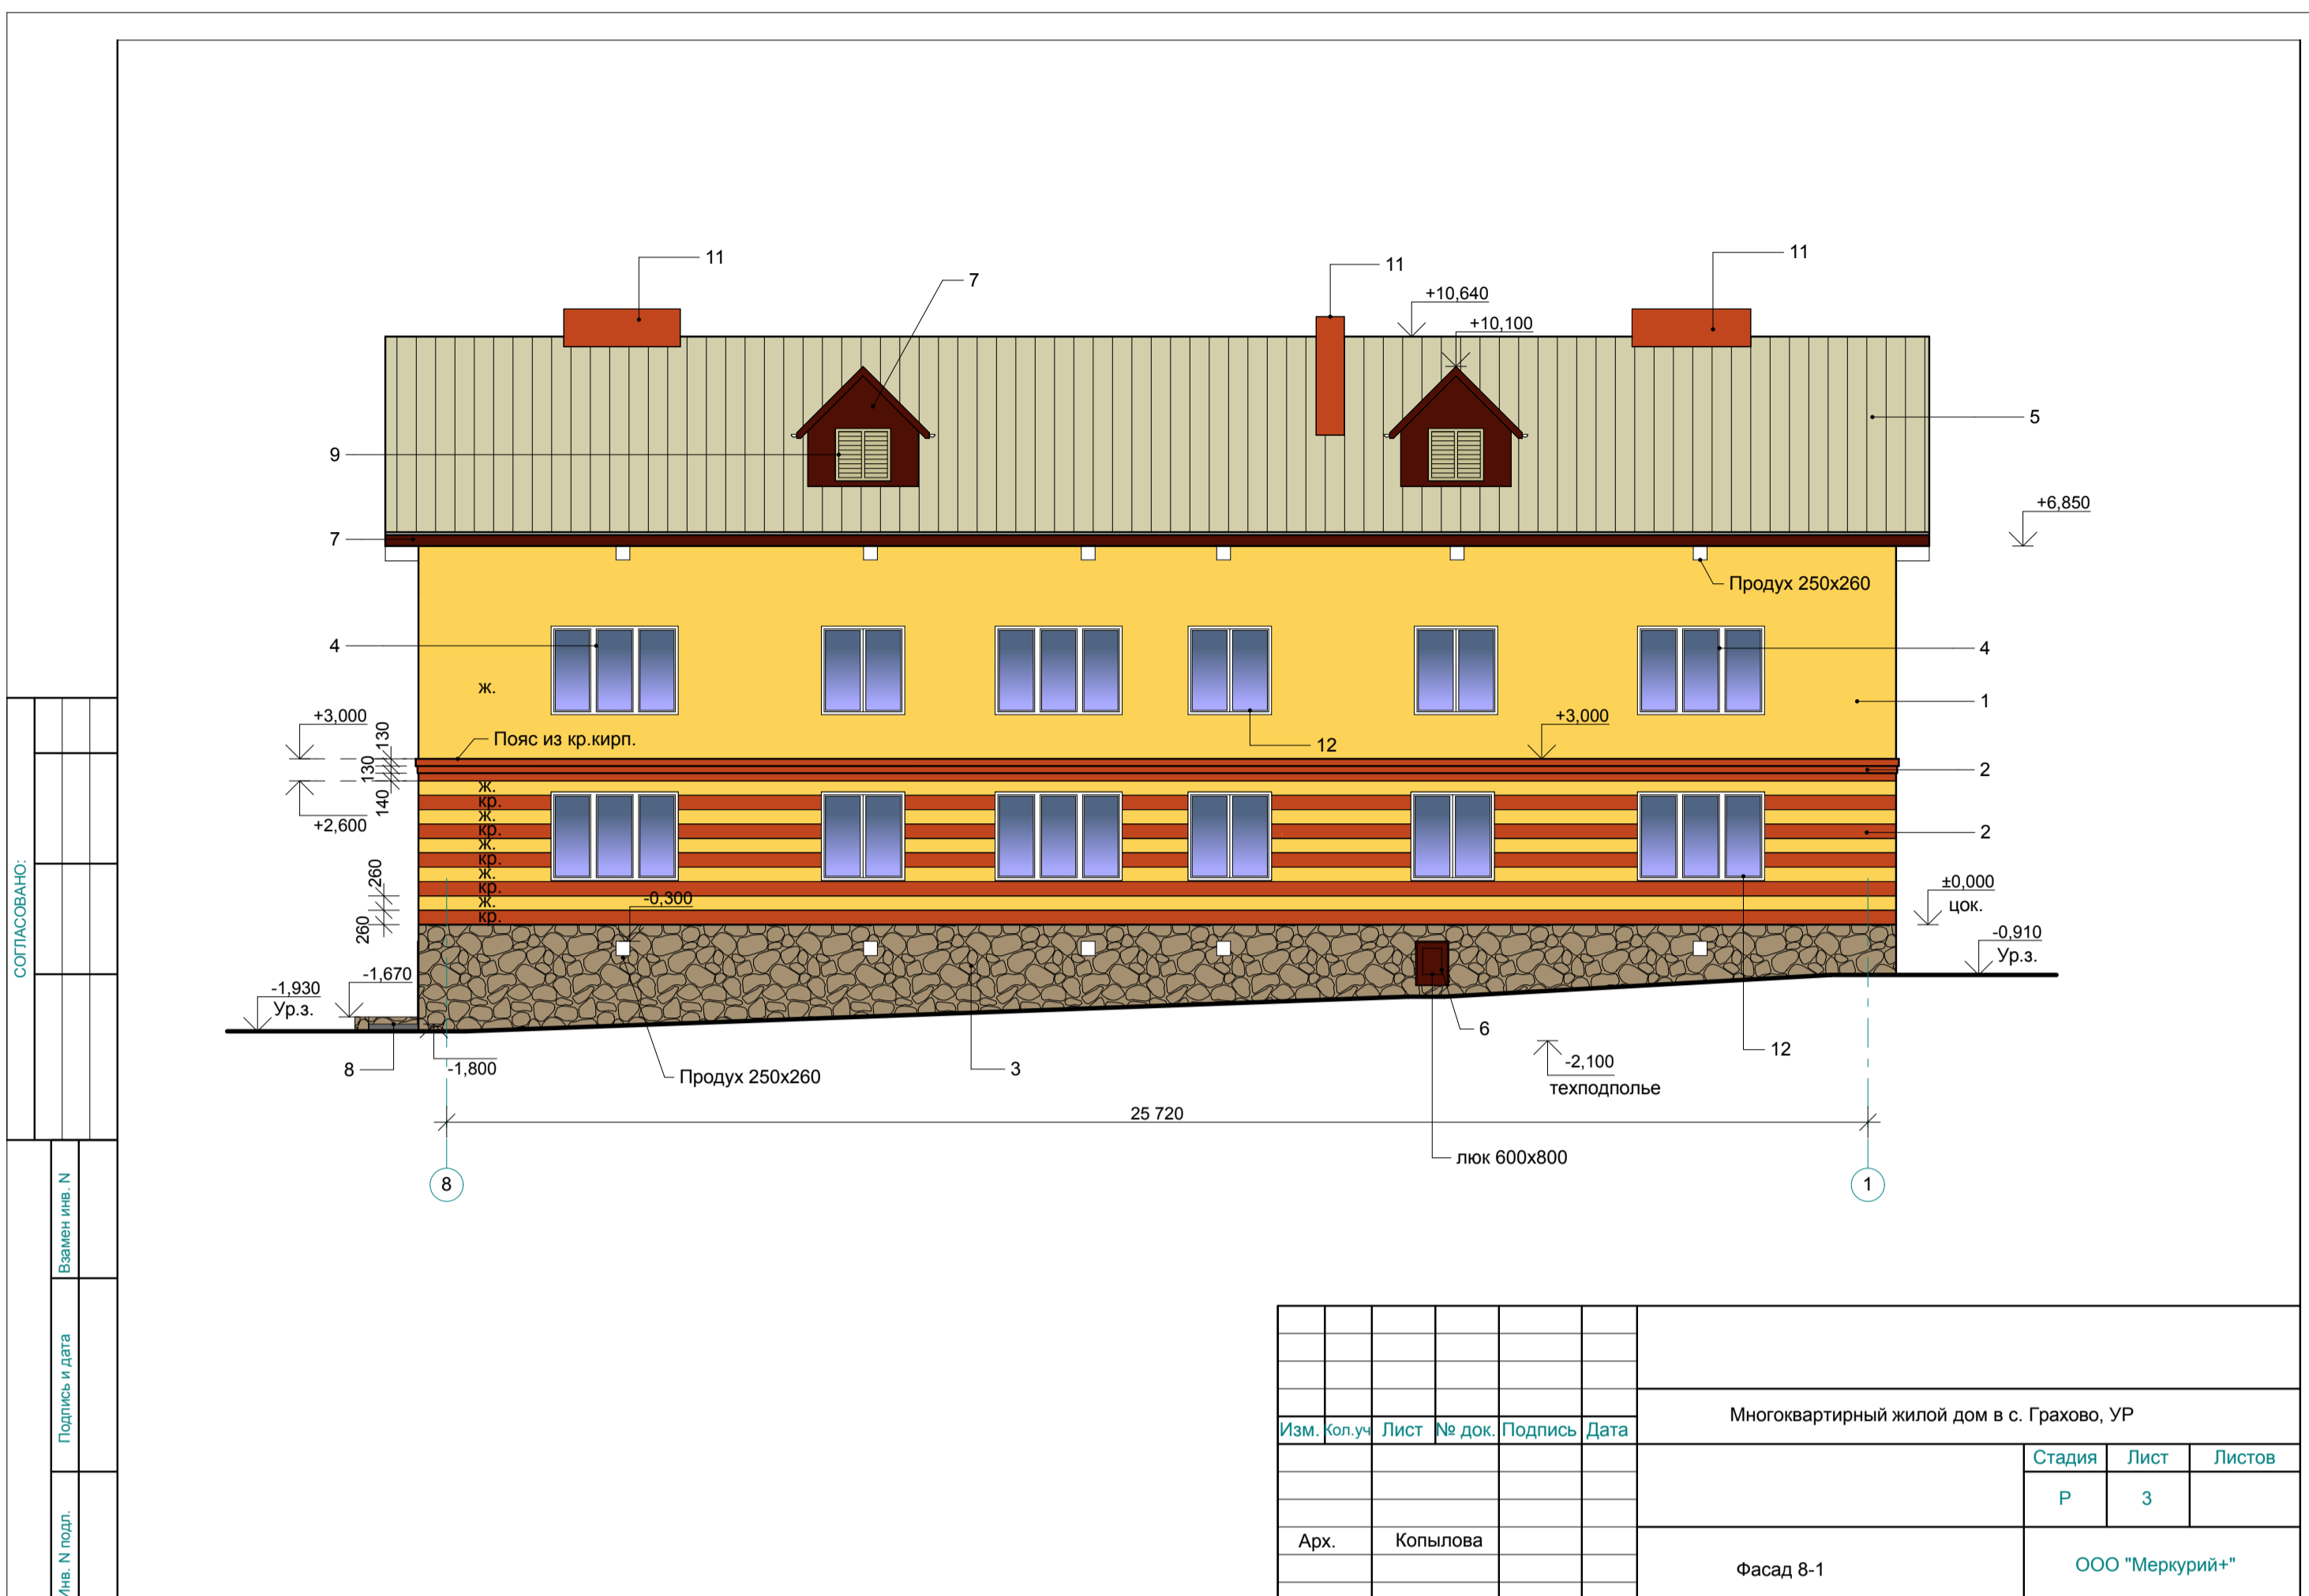 11
7
11
11
+10,640
+10,100
5
9
+6,850
7
Продух 250х260
4
4
ж.
1
+3,000
130
Пояс из кр.кирп.
+3,000
12
130
2
140
ж.
кр.
+2,600
ж.
кр.
2
ж.
кр.
260
ж.
кр.
-0,300
±0,000
цок.
ж.
кр.
260
-0,910
Ур.з.
-1,670
-1,930
Ур.з.
6
8
-1,800
Продух 250х260
3
-2,100
техподполье
12
25 720
люк 600х800
8
1
СОГЛАСОВАНО:
Взамен инв. N
Подпись и дата
Инв. N подл.
Многоквартирный жилой дом в с. Грахово, УР
Изм.
Кол.уч
Лист
№ док.
Подпись
Дата
Стадия
Лист
Листов
Р
3
Арх.
Копылова
Фасад 8-1
ООО "Меркурий+"